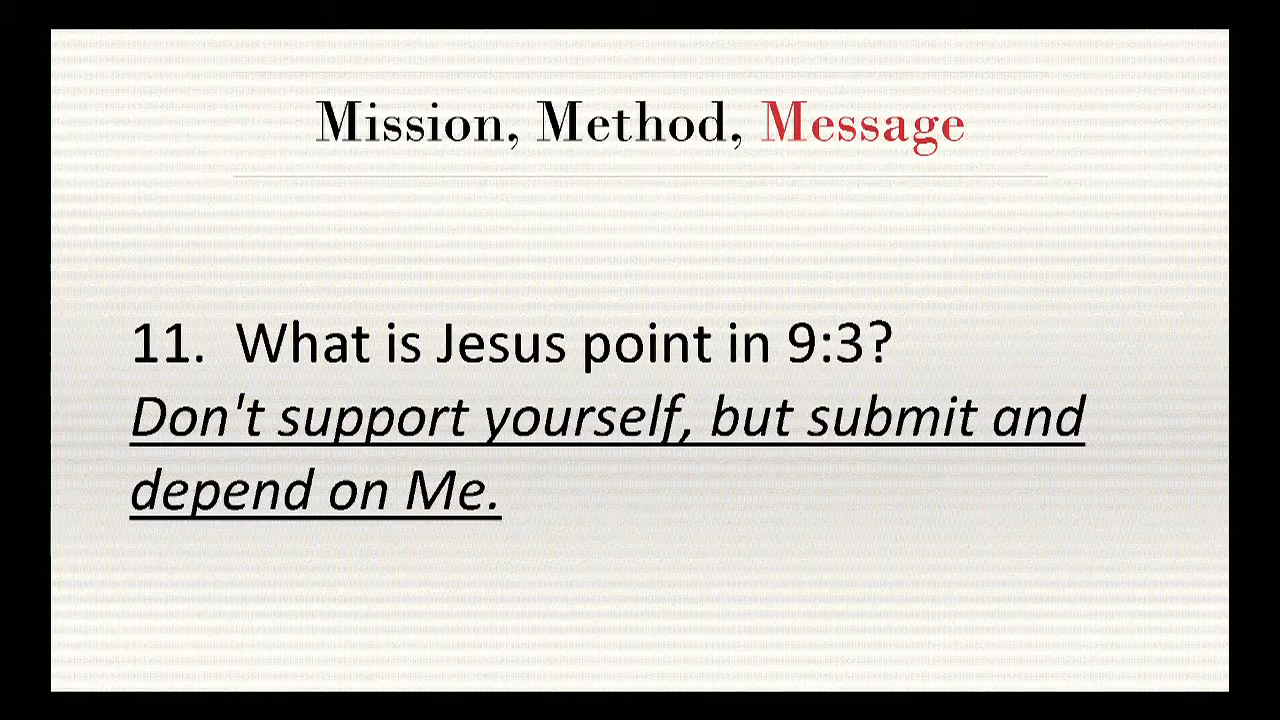 Mission, Method, Message
11. What is Jesus point in 9:3?
Don't support yourself, but submit and
depend on Me.